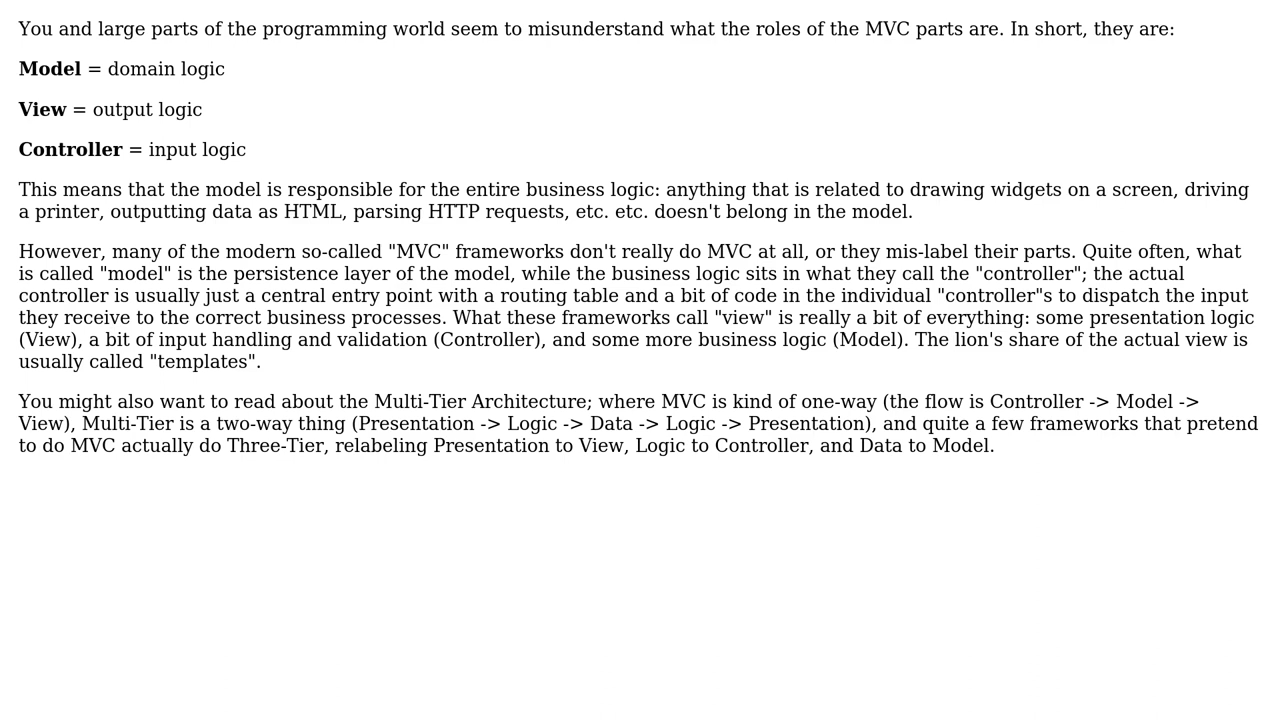 You and large parts of the programming world seem to misunderstand what the roles of the MVC parts are. In short, they are:
Model = domain logic
View = output logic
Controller = input logic
This means that the model is responsible for the entire business logic: anything that is related to drawing widgets on a screen, driving
a printer, outputting data as HTML, parsing HTTP requests, etc. etc. doesn't belong in the model.
However, many of the modern so-called "MVC" frameworks don't really do MVC at all, or they mis-label their parts. Quite often, what
is called "model" is the persistence layer of the model, while the business logic sits in what they call the "controller"; the actual
controller is usually just a central entry point with a routing table and a bit of code in the individual "controller"s to dispatch the input
they receive to the correct business processes. What these frameworks call "view" is really a bit of everything: some presentation logic
(View), a bit of input handling and validation (Controller), and some more business logic (Model). The lion's share of the actual view is
usually called "templates".
You might also want to read about the Multi-Tier Architecture; where MVC is kind of one-way (the flow is Controller -> Model ->
View), Multi-Tier is a two-way thing (Presentation -> Logic -> Data -> Logic -> Presentation), and quite a few frameworks that pretend
to do MVC actually do Three-Tier, relabeling Presentation to View, Logic to Controller, and Data to Model.